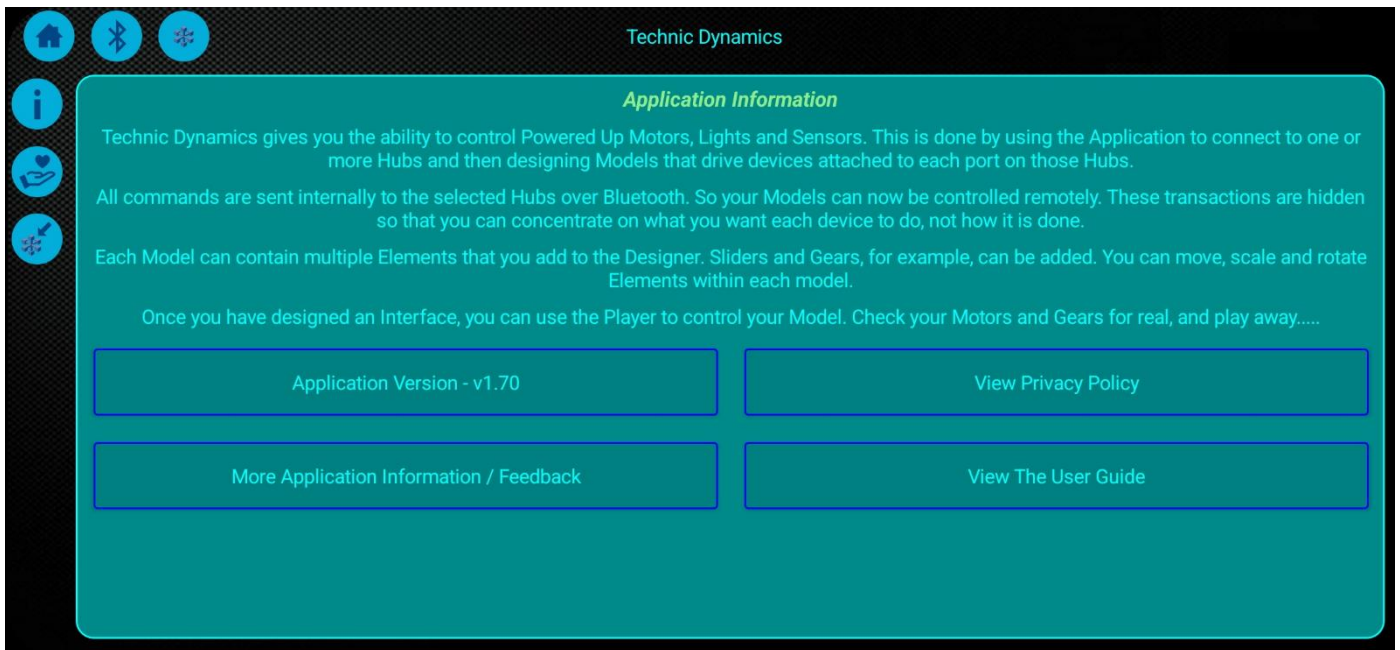 Technic Dynamics
Application Information
Technic Dynamics gives you the ability to control Powered Up Motors, Lights and Sensors. This is done by using the Application to connect to one or
more Hubs and then designing Models that drive devices attached to each port on those Hubs.
All commands are sent internally to the selected Hubs over Bluetooth. So your Models can now be controlled remotely. These transactions are hidden
so that you can concentrate on what you want each device to do, not how it is done.
Each Model can contain multiple Elements that you add to the Designer. Sliders and Gears, for example, can be added. You can move, scale and rotate
Elements within each model.
Once you have designed an Interface, you can use the Player to control your Model. Check your Motors and Gears for real, and play away.....
Application Version - v1.70
View Privacy Policy
More Application Information / Feedback
View The User Guide